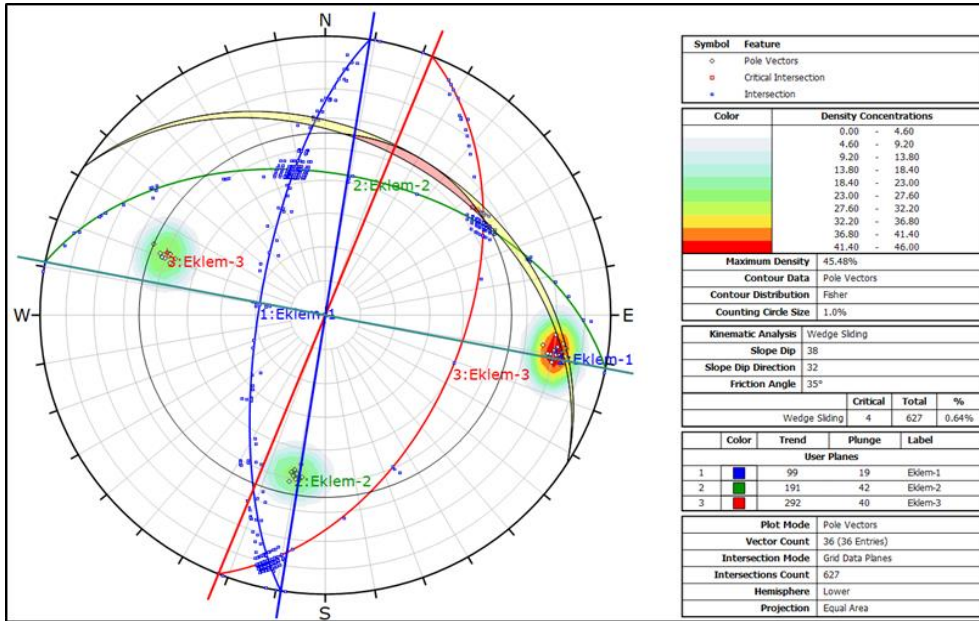 N
W
E
S
2:Eklem-2
3:Eklem-3
1:Eklem-1
3:Eklem-3
1:Eklem-1
2:Eklem-2
Symbol Feature
Pole Vectors
Critical Intersection
Intersection
Color Density Concentrations
0.00 - 4.60
4.60 - 9.20
9.20 - 13.80
13.80 - 18.40
18.40 - 23.00
23.00 - 27.60
27.60 - 32.20
32.20 - 36.80
36.80 - 41.40
41.40 - 46.00
Maximum Density 45.48%
Contour Data Pole Vectors
Contour Distribution Fisher
Counting Circle Size 1.0%
Kinematic Analysis Wedge Sliding
Slope Dip 38
Slope Dip Direction 32
Friction Angle 35°
Critical Total %
Wedge Sliding 4 627 0.64%
Color Trend Plunge Label
User Planes
1 99 19 Eklem-1
2 191 42 Eklem-2
3 292 40 Eklem-3
Plot Mode Pole Vectors
Vector Count 36 (36 Entries)
Intersection Mode Grid Data Planes
Intersections Count 627
Hemisphere Lower
Projection Equal Area